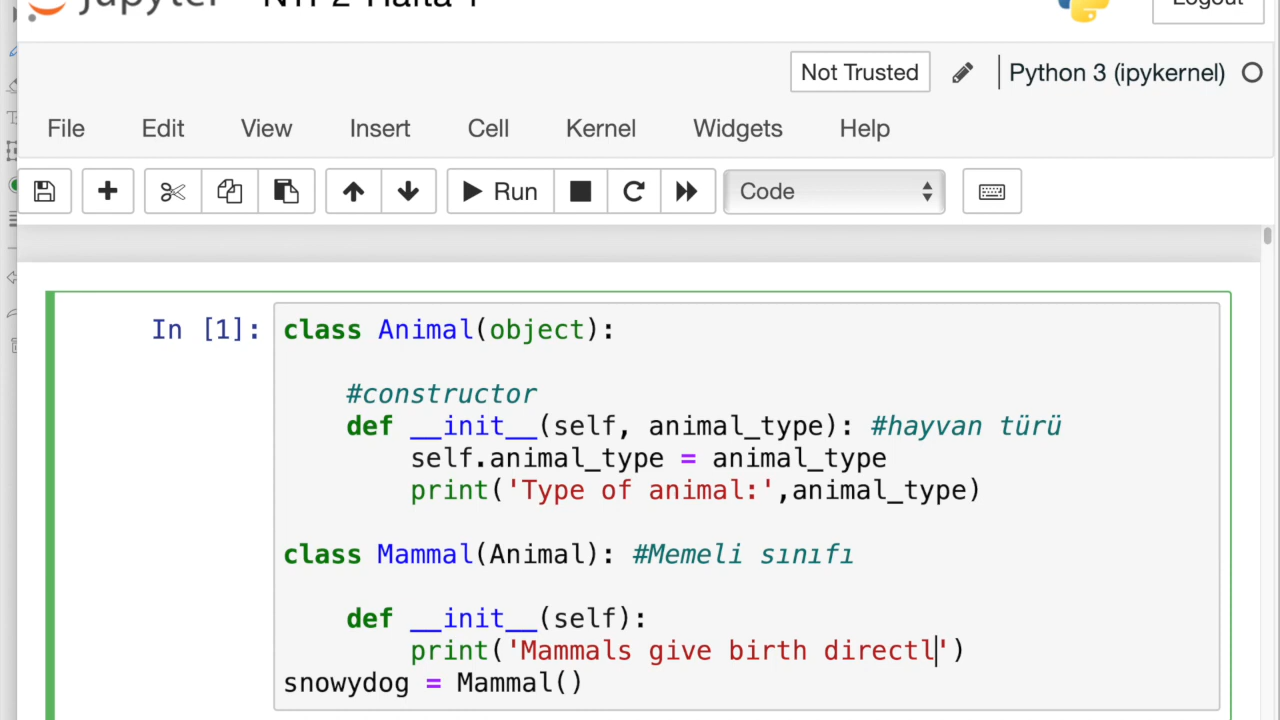 Logout
Not Trusted
Python 3 (ipykernel)
File Edit View Insert Cell Kernel Widgets Help
Run
Code
In [1]:
class Animal(object):
#constructor
def __init__(self, animal_type): #hayvan türü
self.animal_type = animal_type
print('Type of animal:',animal_type)
class Mammal(Animal): #Memeli sınıfı
def __init__(self):
print('Mammals give birth directl')
snowydog = Mammal()